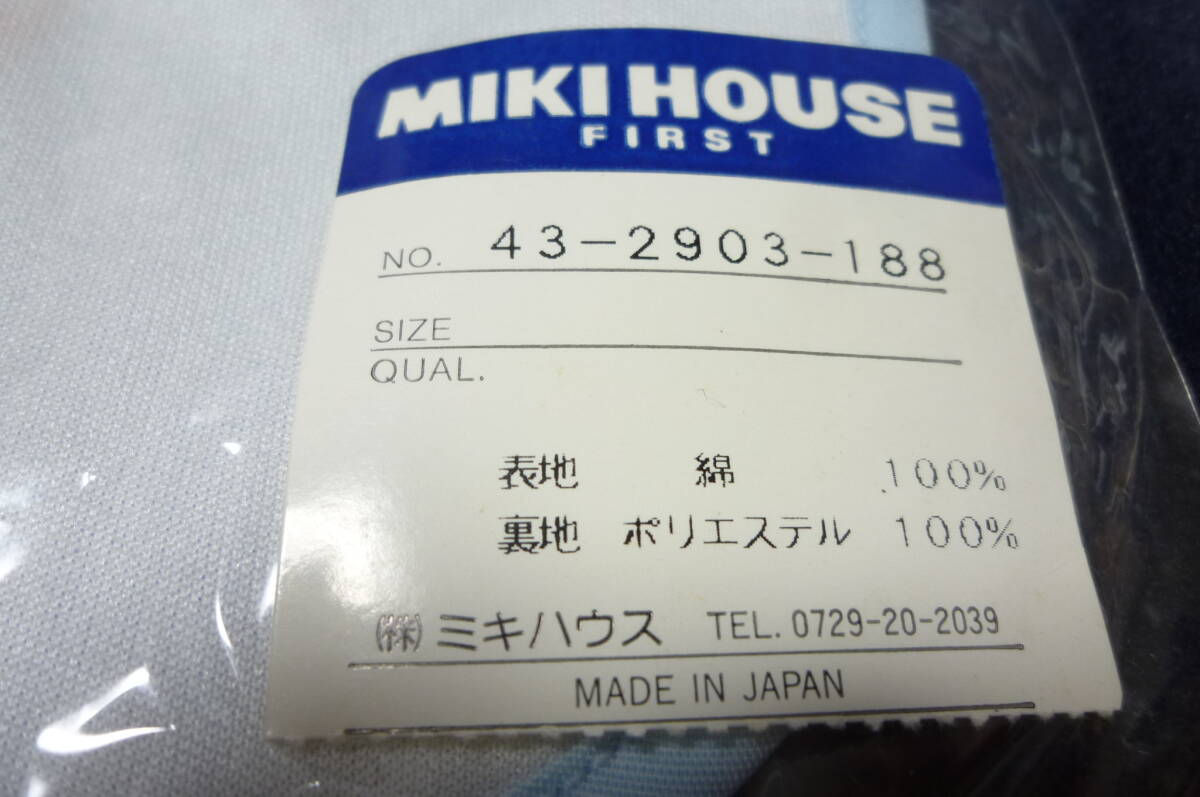 MIKI HOUSE
FIRST
NO. 43-2903-188
SIZE
QUAL.
表地 綿 100%
裏地 ポリエステル 100%
㈱ミキハウス TEL. 0729-20-2039
MADE IN JAPAN